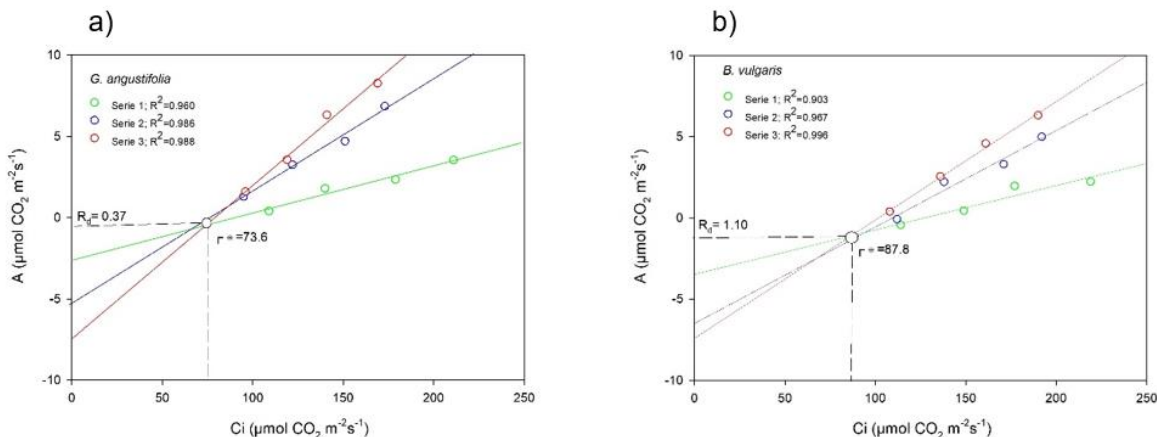 a)
10
5
0
-5
-10
A (µmol CO2 m-2s-1)
G. angustifolia
Serie 1; R2=0.960
Serie 2; R2=0.986
Serie 3; R2=0.988
Rd= 0.37
Γ*=73.6
0 50 100 150 200 250
Ci (µmol CO2 m-2s-1)
b)
10
5
0
-5
-10
A (µmol CO2 m-2s-1)
B. vulgaris
Serie 1; R2=0.903
Serie 2; R2=0.967
Serie 3; R2=0.996
Rd= 1.10
Γ*=87.8
0 50 100 150 200 250
Ci (µmol CO2 m-2s-1)